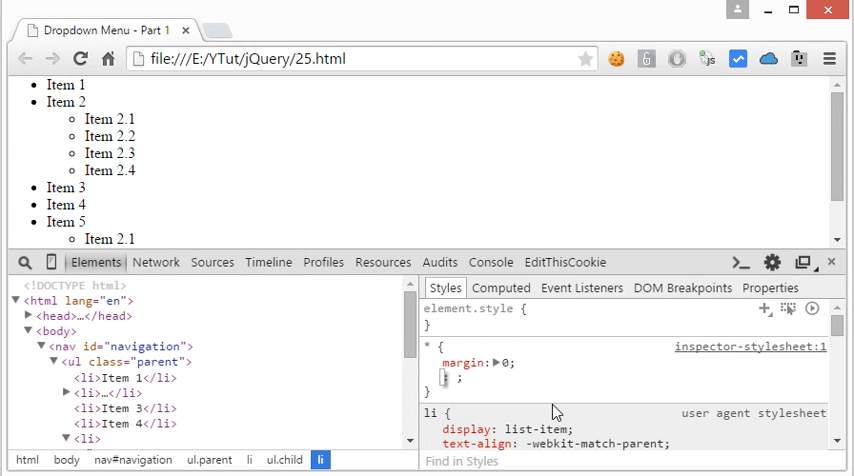 Dropdown Menu - Part 1
file:///E:/YTut/jQuery/25.html
js
Item 1
Item 2
Item 2.1
Item 2.2
Item 2.3
Item 2.4
Item 3
Item 4
Item 5
Item 2.1
Elements Network Sources Timeline Profiles Resources Audits Console EditThisCookie
<!DOCTYPE html>
<html lang="en">
<head>…</head>
<body>
<nav id="navigation">
<ul class="parent">
<li>Item 1</li>
<li>…</li>
<li>Item 3</li>
<li>Item 4</li>
<li>
html body nav#navigation ul.parent li ul.child li
Styles Computed Event Listeners DOM Breakpoints Properties
element.style {
}
* { inspector-stylesheet:1
margin: 0;
: ;
}
li { user agent stylesheet
display: list-item;
text-align: -webkit-match-parent;
Find in Styles